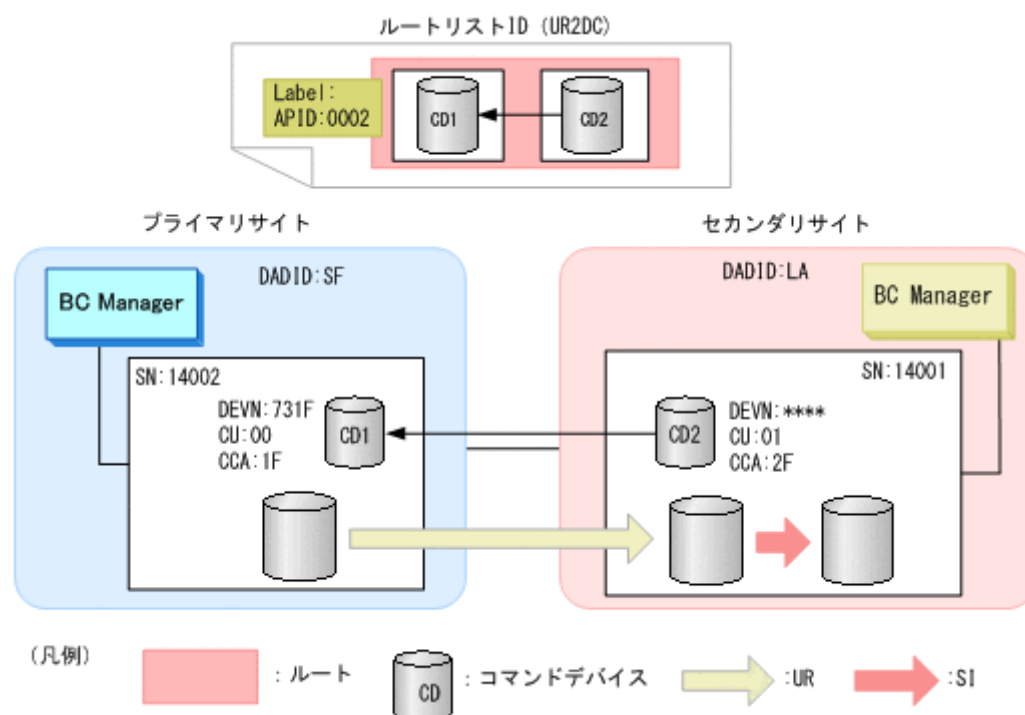 ルートリストID (UR2DC)
Label:
APID:0002
CD1
CD2
プライマリサイト
セカンダリサイト
DADID:SF
DADID:LA
BC Manager
BC Manager
SN:14002
SN:14001
DEVN:731F
CU:00
CCA:1F
CD1
CD2
DEVN:****
CU:01
CCA:2F
(凡例)
:ルート
CD
:コマンドデバイス
:UR
:SI